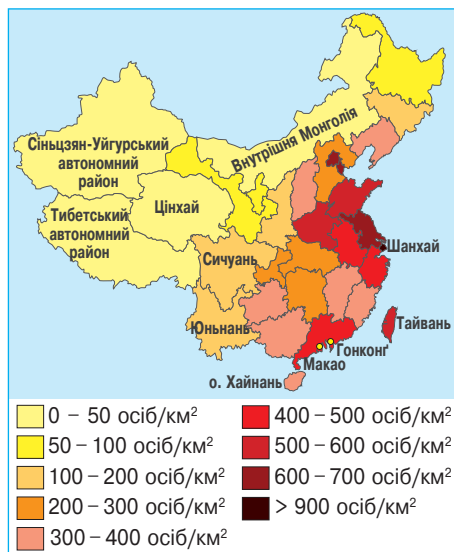 Сіньцзян-Уйгурський
автономний
район
Внутрішня Монголія
Тибетський
автономний
район
Цінхай
Сичуань
Шанхай
Юньнань
Тайвань
Гонконґ
Макао
о. Хайнань
0 – 50 осіб/км²
50 – 100 осіб/км²
100 – 200 осіб/км²
200 – 300 осіб/км²
300 – 400 осіб/км²
400 – 500 осіб/км²
500 – 600 осіб/км²
600 – 700 осіб/км²
> 900 осіб/км²